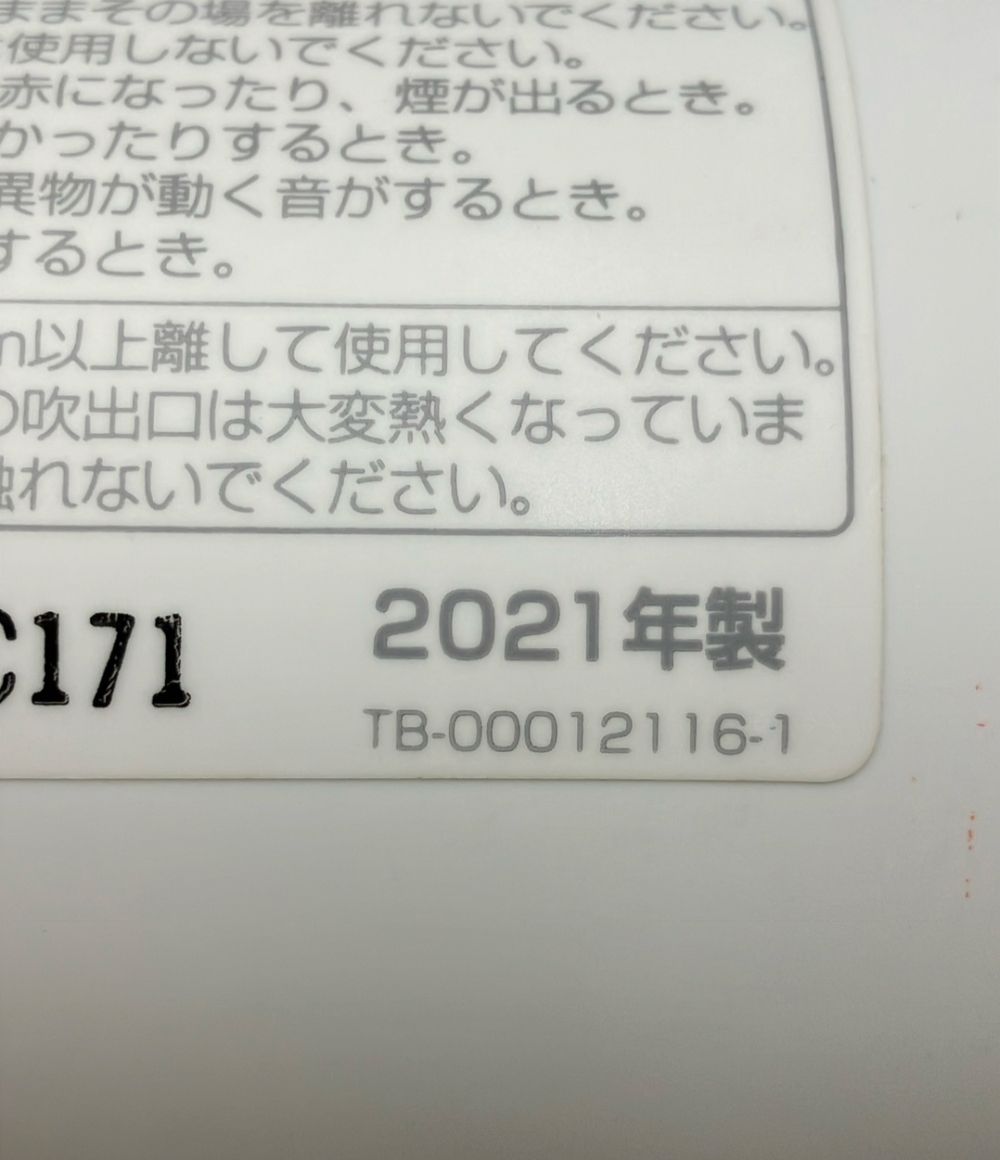 ままその場を離れないでください。
使用しないでください。
赤になったり、煙が出るとき。
かったりするとき。
異物が動く音がするとき。
するとき。
m以上離して使用してください。
の吹出口は大変熱くなっていま
触れないでください。
C171
2021年製
TB-00012116-1